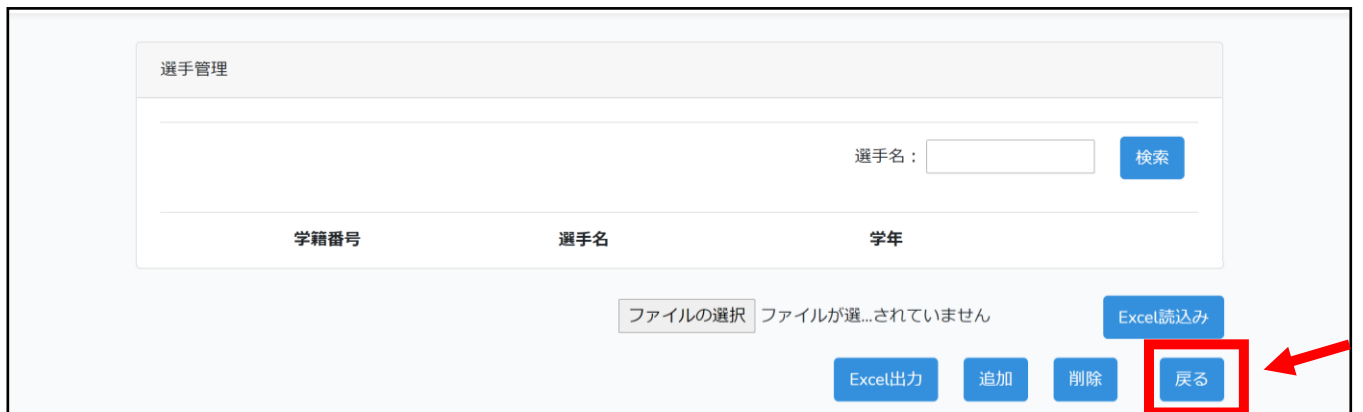 選手管理
選手名： 検索
学籍番号 選手名 学年
ファイルの選択 ファイルが選...されていません Excel読込み
Excel出力 追加 削除 戻る